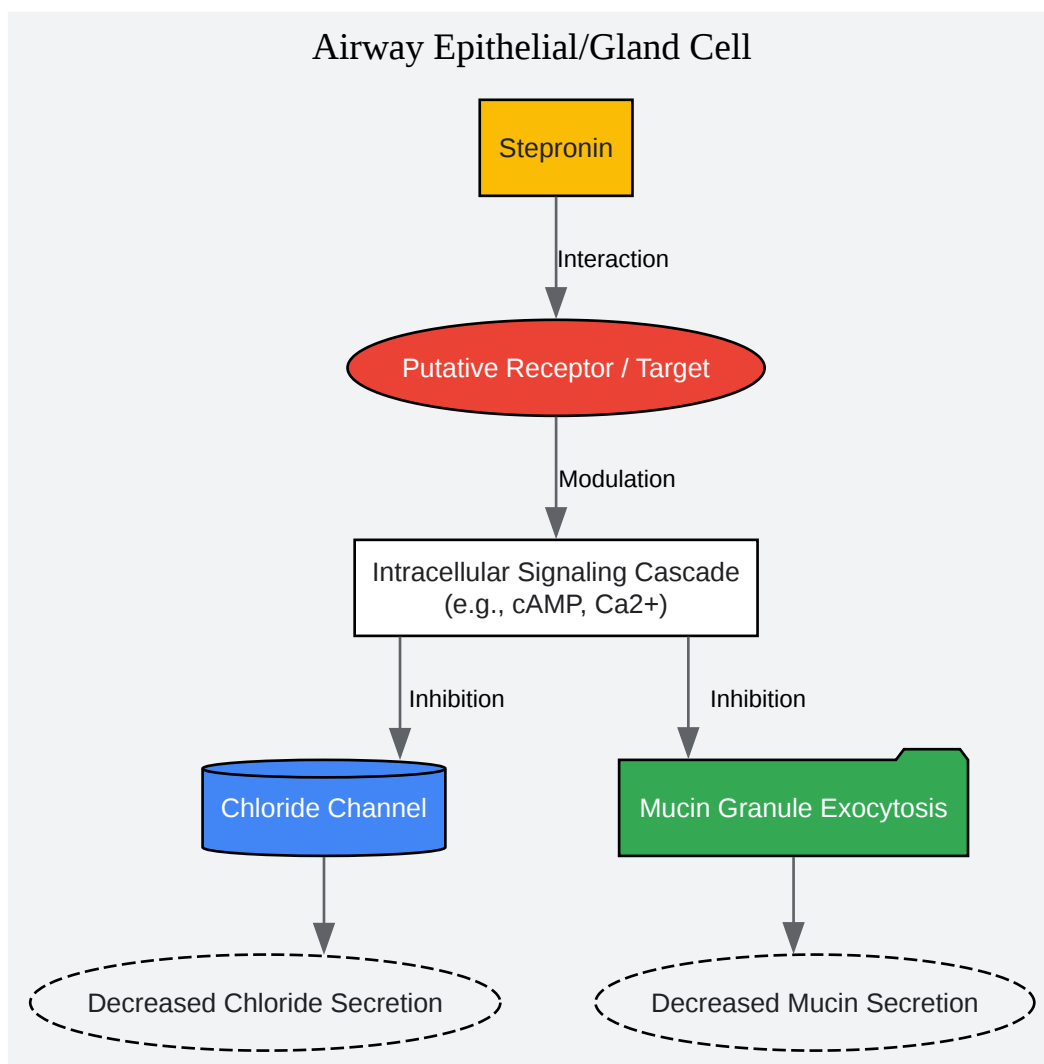 Airway Epithelial/Gland Cell
Stepronin
Interaction
Putative Receptor / Target
Modulation
Intracellular Signaling Cascade
(e.g., cAMP, Ca2+)
Inhibition
Inhibition
Chloride Channel
Mucin Granule Exocytosis
Decreased Chloride Secretion
Decreased Mucin Secretion